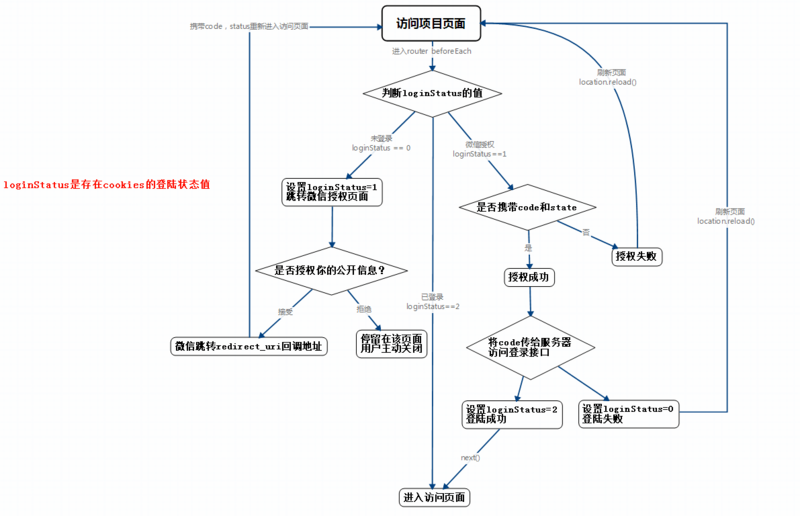 访问项目页面
携带code，status重新进入访问页面
进入router beforeEach
刷新页面
location.reload()
判断loginStatus的值
未登录
loginStatus == 0
微信授权
loginStatus==1
loginStatus是存在cookies的登陆状态值
设置loginStatus=1
跳转微信授权页面
是否携带code和state
刷新页面
location.reload()
是
否
授权失败
是否授权你的公开信息？
授权成功
已登录
loginStatus==2
接受
拒绝
微信跳转redirect_uri回调地址
停留在该页面
用户主动关闭
将code传给服务器
访问登录接口
设置loginStatus=2
登陆成功
设置loginStatus=0
登陆失败
next()
进入访问页面